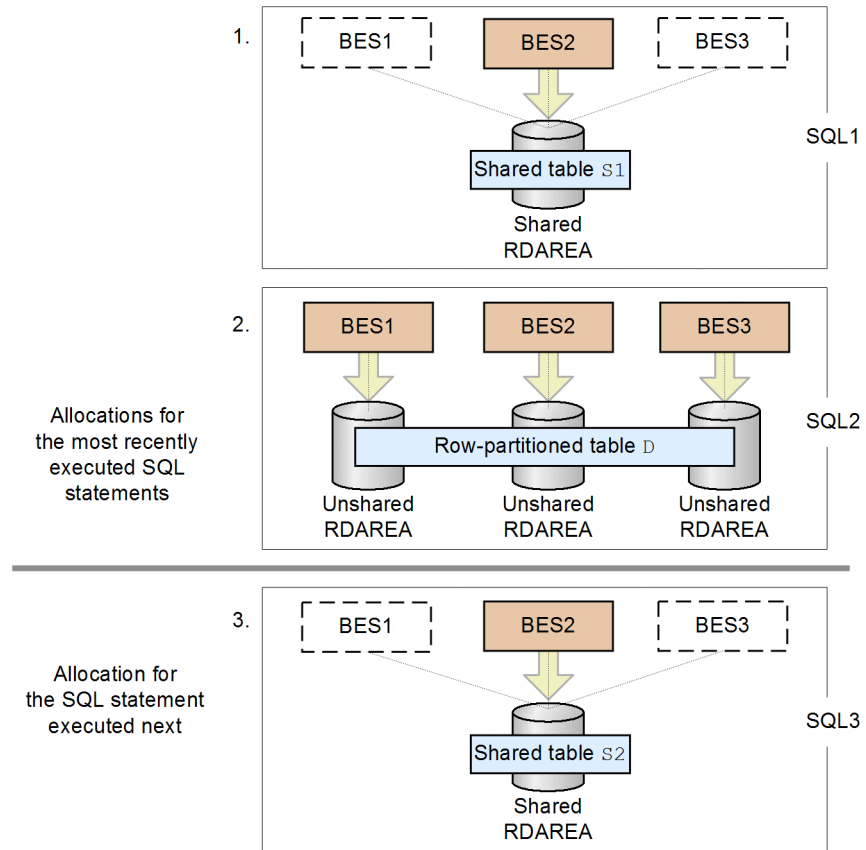 1.
BES1
BES2
BES3
SQL1
Shared table S1
Shared
RDAREA
2.
BES1
BES2
BES3
Allocations for
the most recently
executed SQL
statements
SQL2
Row-partitioned table D
Unshared
RDAREA
Unshared
RDAREA
Unshared
RDAREA
3.
BES1
BES2
BES3
Allocation for
the SQL statement
executed next
SQL3
Shared table S2
Shared
RDAREA